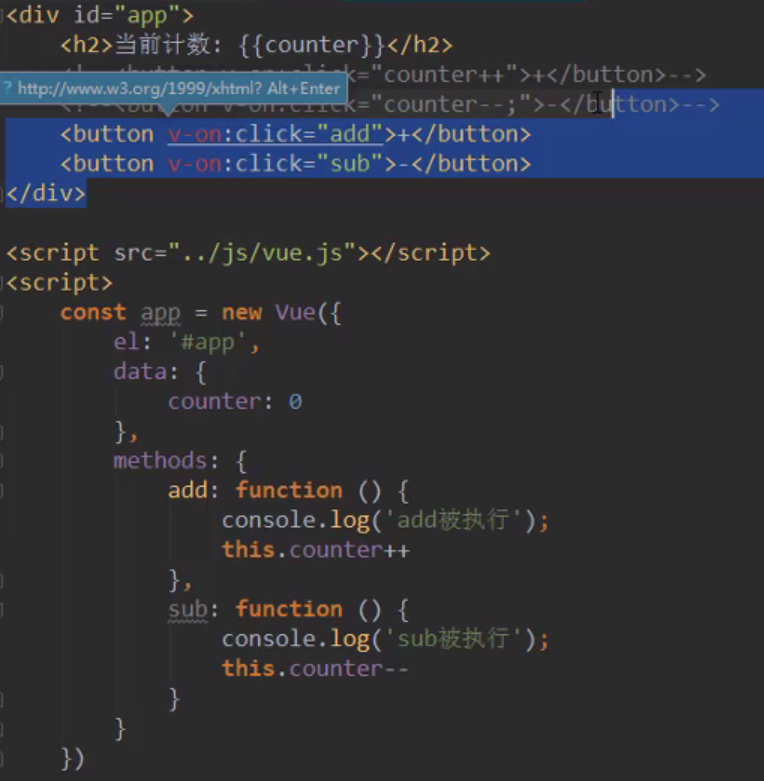 <div id="app">
<h2>当前计数: {{counter}}</h2>
<button v-on:click="counter++">+</button>-->
? http://www.w3.org/1999/xhtml? Alt+Enter
<button v-on:click="counter--;">-</button>-->
<button v-on:click="add">+</button>
<button v-on:click="sub">-</button>
</div>
<script src="../js/vue.js"></script>
<script>
const app = new Vue({
el: '#app',
data: {
counter: 0
},
methods: {
add: function () {
console.log('add被执行');
this.counter++
},
sub: function () {
console.log('sub被执行');
this.counter--
}
}
})